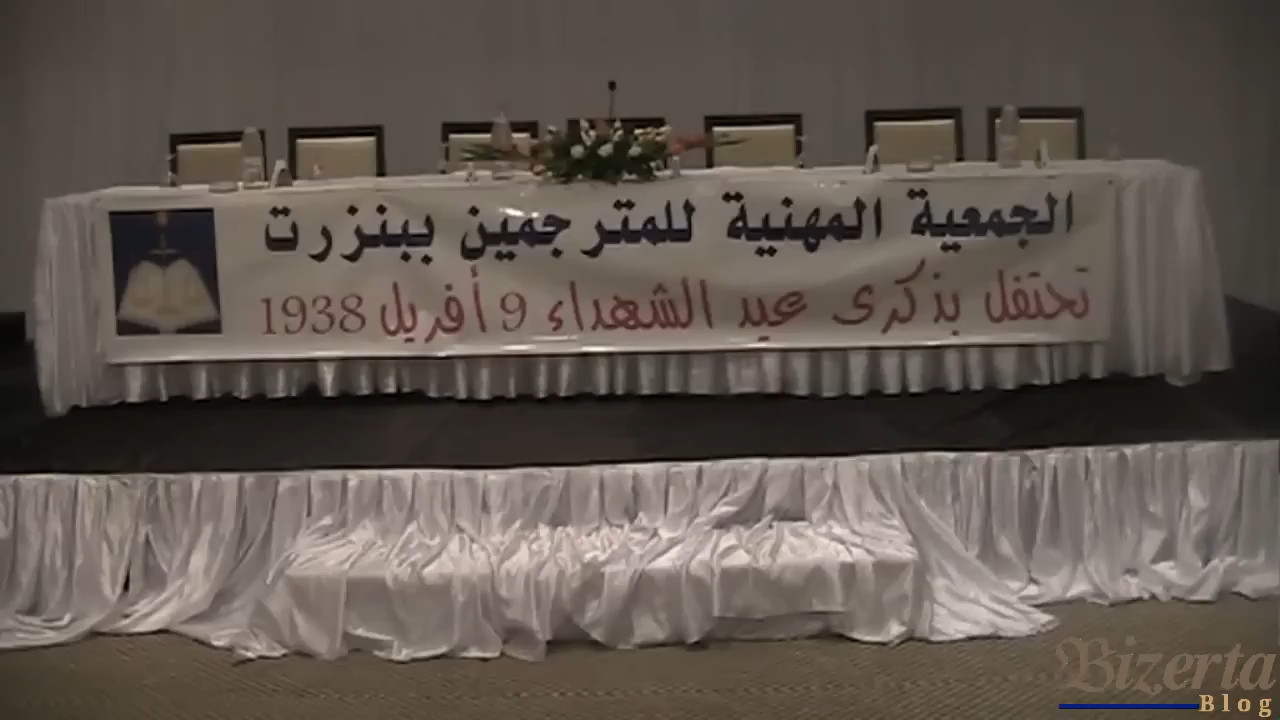 الجمعية المهنية للمترجمين ببنزرت
تحتفل بذكرى عيد الشهداء 9 أفريل 1938
Bizerta
Blog